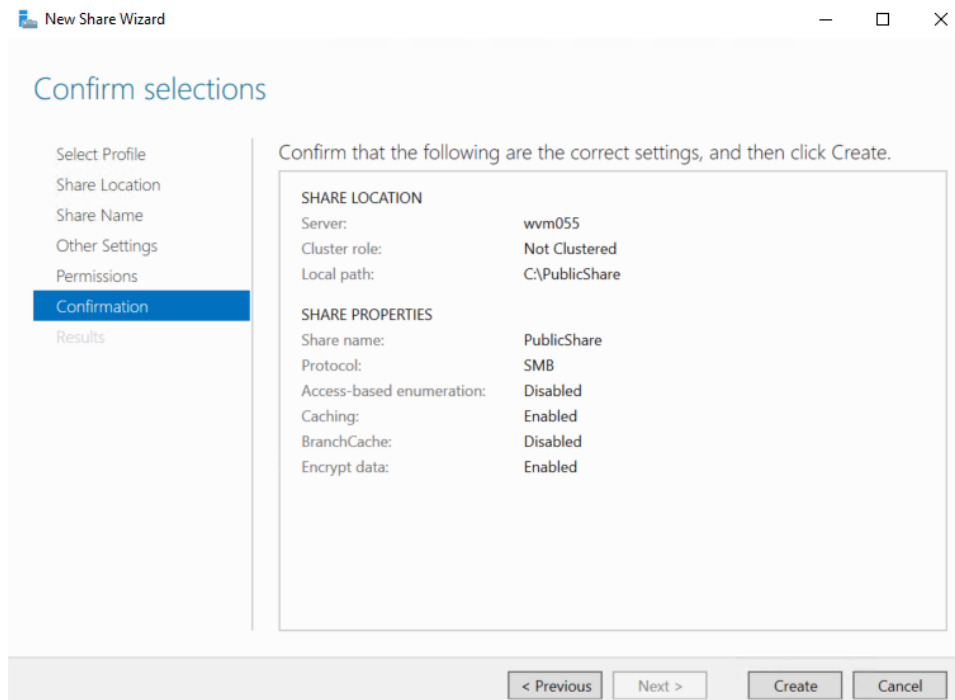 New Share Wizard
Confirm selections
Select Profile
Share Location
Share Name
Other Settings
Permissions
Confirmation
Results
Confirm that the following are the correct settings, and then click Create.
SHARE LOCATION
Server: wvm055
Cluster role: Not Clustered
Local path: C:\PublicShare
SHARE PROPERTIES
Share name: PublicShare
Protocol: SMB
Access-based enumeration: Disabled
Caching: Enabled
BranchCache: Disabled
Encrypt data: Enabled
< Previous Next > Create Cancel